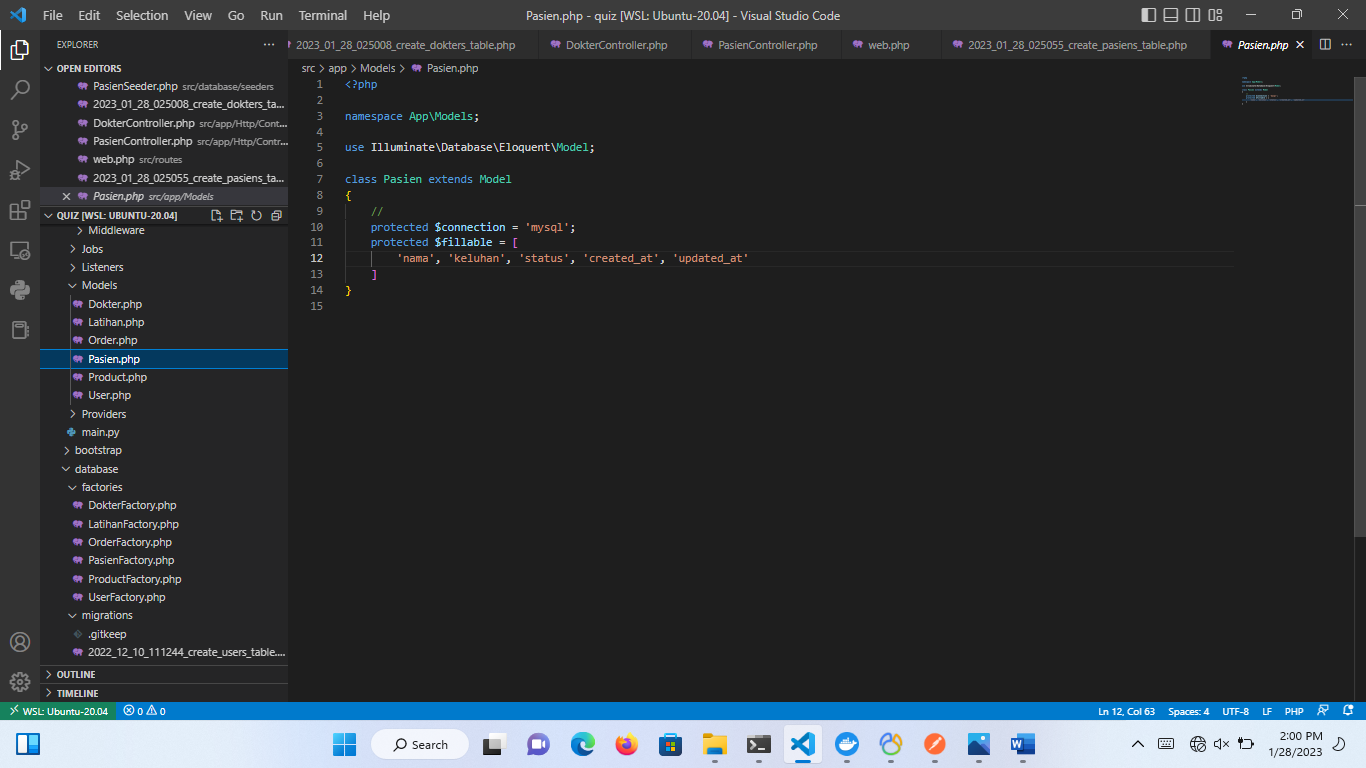 File Edit Selection View Go Run Terminal Help
Pasien.php - quiz [WSL: Ubuntu-20.04] - Visual Studio Code
EXPLORER
2023_01_28_025008_create_dokters_table.php DokterController.php PasienController.php web.php 2023_01_28_025055_create_pasiens_table.php Pasien.php
OPEN EDITORS
PasienSeeder.php src/database/seeders
2023_01_28_025008_create_dokters_ta...
DokterController.php src/app/Http/Cont...
PasienController.php src/app/Http/Contr...
web.php src/routes
2023_01_28_025055_create_pasiens_ta...
Pasien.php src/app/Models
QUIZ [WSL: UBUNTU-20.04]
Middleware
Jobs
Listeners
Models
Dokter.php
Latihan.php
Order.php
Pasien.php
Product.php
User.php
Providers
main.py
bootstrap
database
factories
DokterFactory.php
LatihanFactory.php
OrderFactory.php
PasienFactory.php
ProductFactory.php
UserFactory.php
migrations
.gitkeep
2022_12_10_111244_create_users_table....
OUTLINE
TIMELINE
src > app > Models > Pasien.php
1 <?php
2
3 namespace App\Models;
4
5 use Illuminate\Database\Eloquent\Model;
6
7 class Pasien extends Model
8 {
9 //
10 protected $connection = 'mysql';
11 protected $fillable = [
12 'nama', 'keluhan', 'status', 'created_at', 'updated_at'
13 ]
14 }
15
WSL: Ubuntu-20.04 0 0
Ln 12, Col 63 Spaces: 4 UTF-8 LF PHP
Search
2:00 PM
1/28/2023